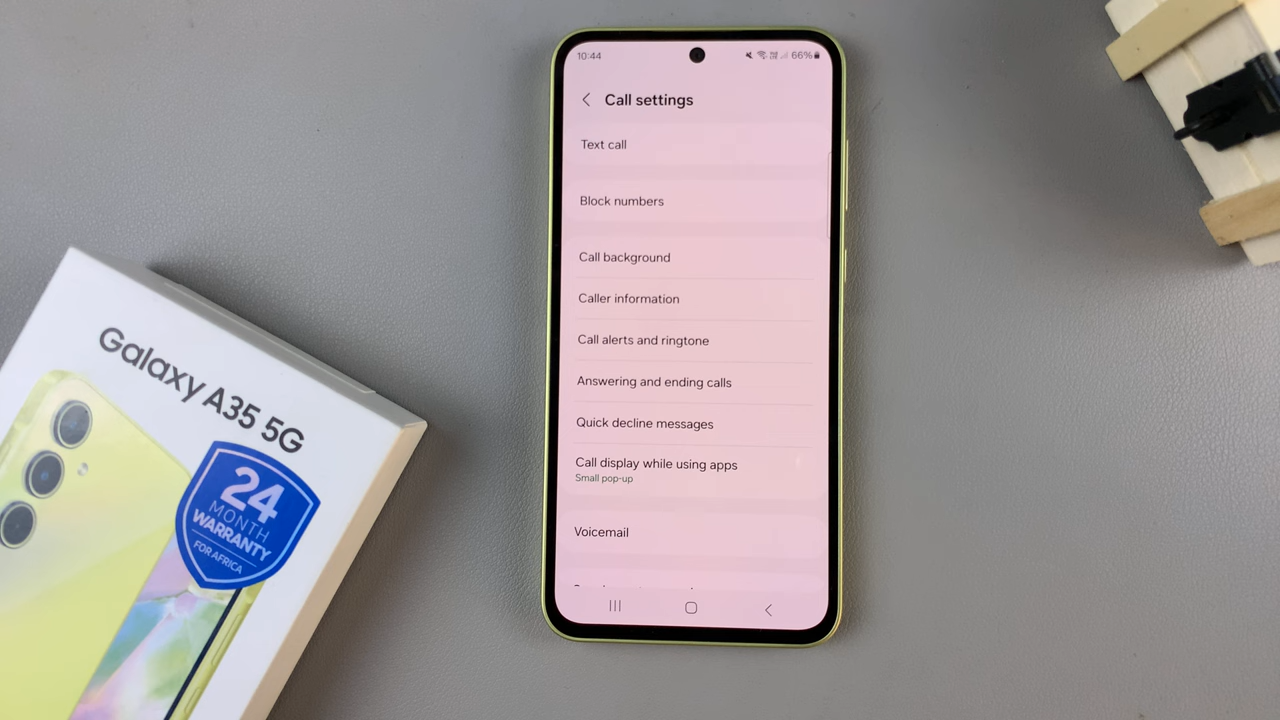 10:44
66%
Call settings
Text call
Block numbers
Call background
Caller information
Call alerts and ringtone
Answering and ending calls
Quick decline messages
Call display while using apps
Small pop-up
Voicemail
Galaxy A35 5G
24
MONTH
WARRANTY
FOR AFRICA